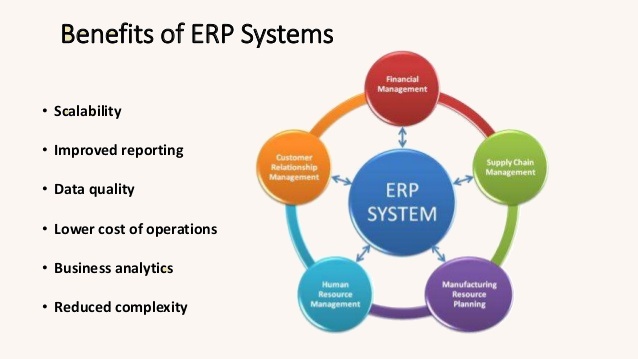 Benefits of ERP Systems
• Scalability
• Improved reporting
• Data quality
• Lower cost of operations
• Business analytics
• Reduced complexity
Financial
Management
Customer
Relationship
Management
Supply Chain
Management
ERP
SYSTEM
Human
Resource
Management
Manufacturing
Resource
Planning